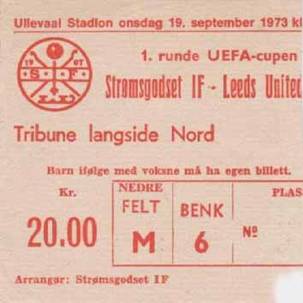 Ullevaal Stadion onsdag 19. september 1973 kl
1. runde UEFA-cupen
19 07
S F
Strømsgodset IF - Leeds United
Tribune langside Nord
Barn ifølge med voksne må ha egen billett.
Kr.
20.00
NEDRE
FELT
M
BENK
6
PLAS
Nº
Arrangør: Strømsgodset IF